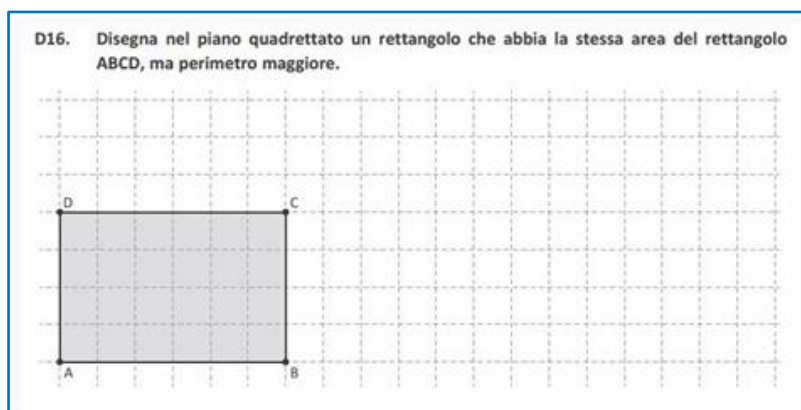 D16. Disegna nel piano quadrettato un rettangolo che abbia la stessa area del rettangolo
ABCD, ma perimetro maggiore.
D C
A B